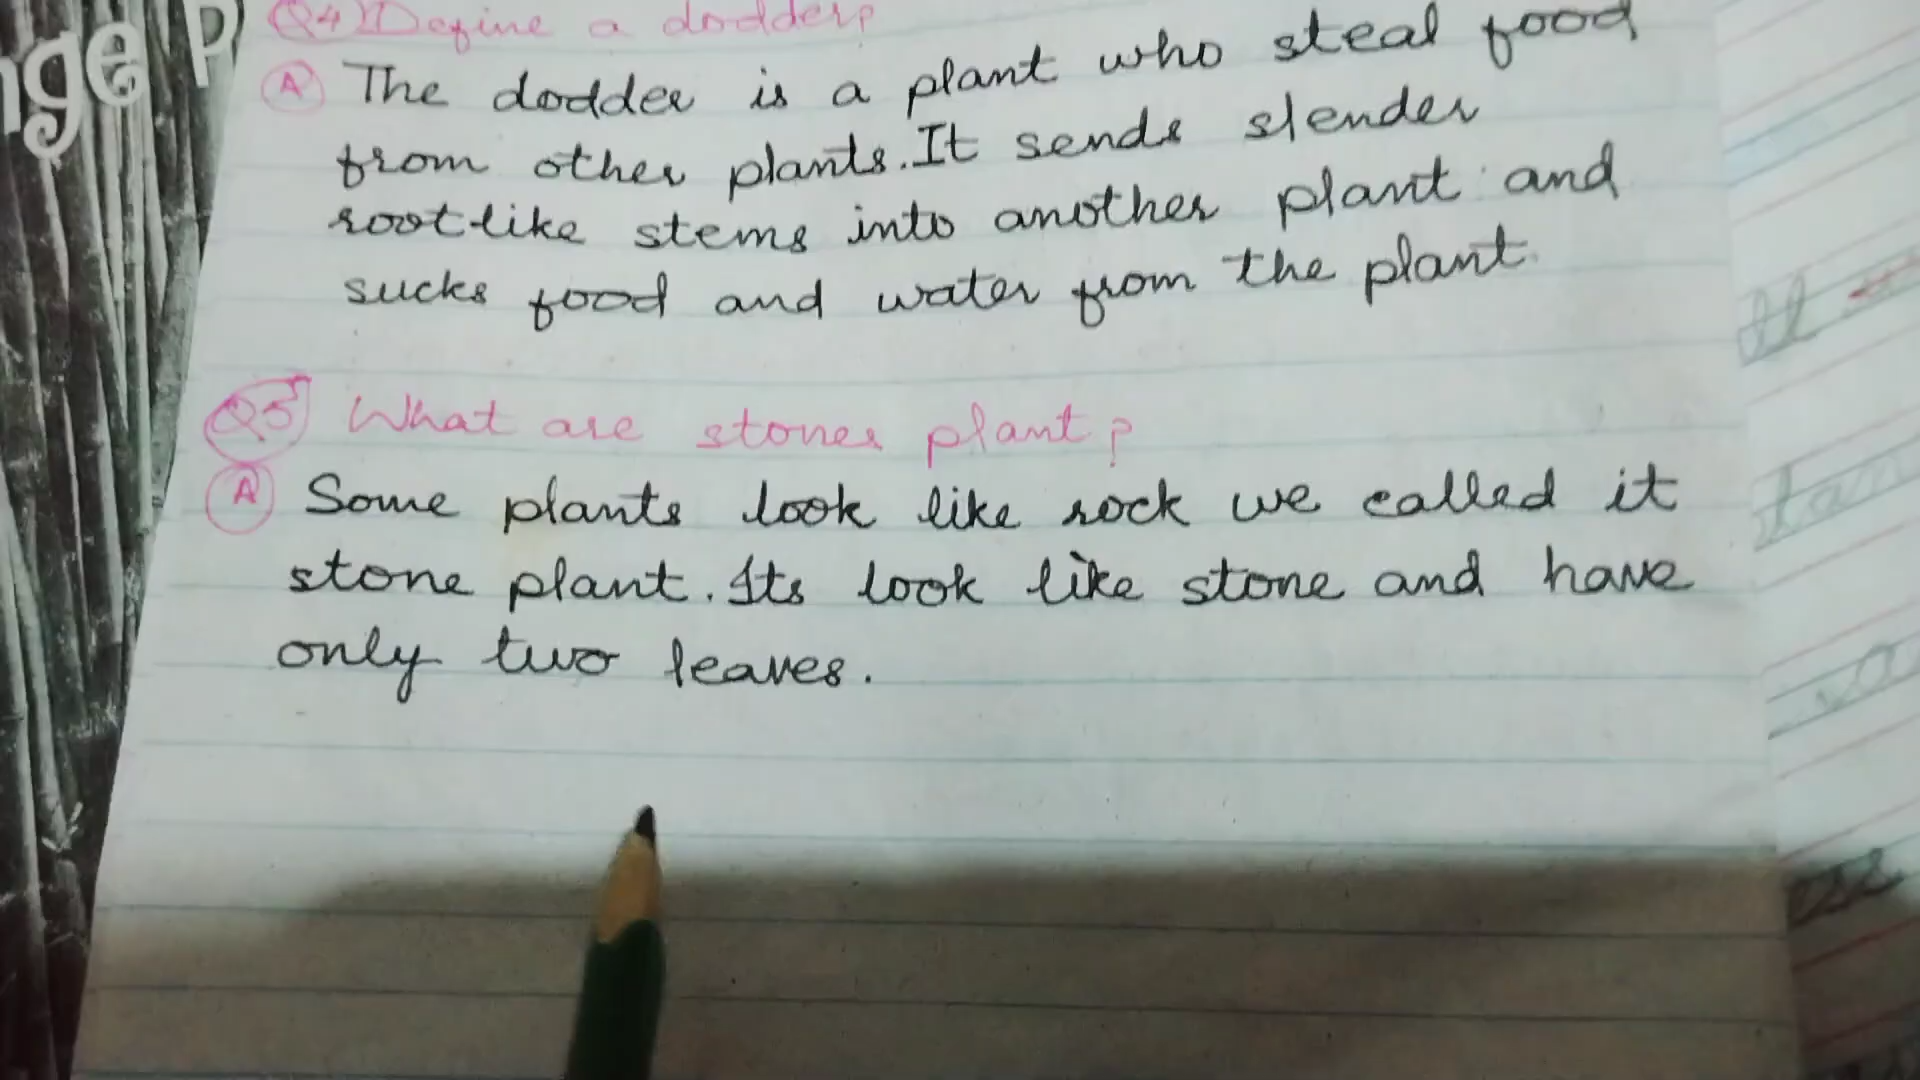 nge P
Q4) Define a dodder?
A The dodder is a plant who steal food
from other plants. It sends slender
root-like stems into another plant and
sucks food and water from the plant.
Q5 What are stones plant?
A Some plants look like rock we called it
stone plant. Its look like stone and have
only two leaves.